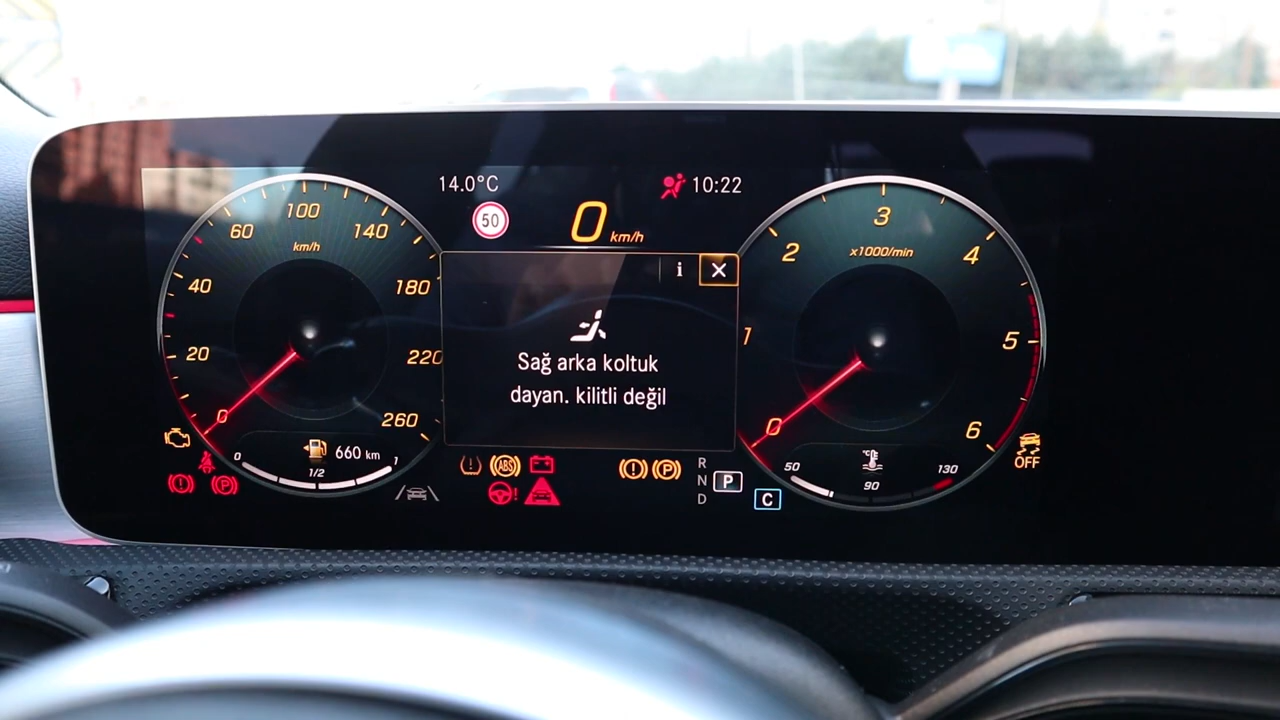 14.0°C
10:22
50
0 km/h
100
60
140
km/h
40
180
20
220
0
260
i
Sağ arka koltuk
dayan. kilitli değil
3
2
4
x1000/min
1
5
0
6
0
1/2
1
660 km
ABS
P
P
R
N
D
P
C
50
°C
90
130
OFF